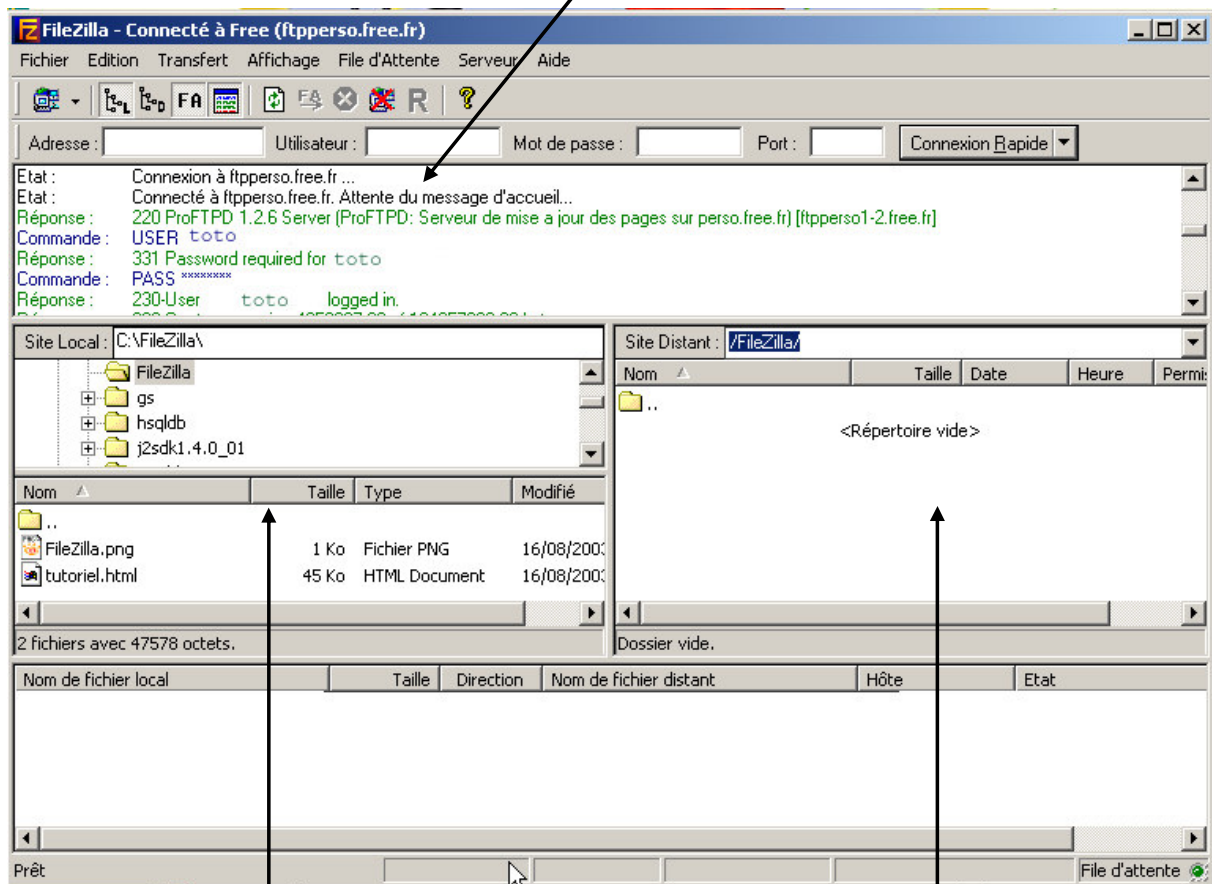 FileZilla - Connecté à Free (ftpperso.free.fr)
Fichier Edition Transfert Affichage File d'Attente Serveur Aide
L D FA R ?
Adresse : Utilisateur : Mot de passe : Port : Connexion Rapide
Etat : Connexion à ftpperso.free.fr ...
Etat : Connecté à ftpperso.free.fr. Attente du message d'accueil...
Réponse : 220 ProFTPD 1.2.6 Server (ProFTPD: Serveur de mise a jour des pages sur perso.free.fr) [ftpperso1-2.free.fr]
Commande : USER toto
Réponse : 331 Password required for toto
Commande : PASS ********
Réponse : 230-User toto logged in.
Site Local : C:\FileZilla\
FileZilla
gs
hsqldb
j2sdk1.4.0_01
Nom Taille Type Modifié
..
FileZilla.png 1 Ko Fichier PNG 16/08/2003
tutoriel.html 45 Ko HTML Document 16/08/2003
2 fichiers avec 47578 octets.
Site Distant : /FileZilla/
Nom Taille Date Heure Permis
..
<Répertoire vide>
Dossier vide.
Nom de fichier local Taille Direction Nom de fichier distant Hôte Etat
Prêt File d'attente